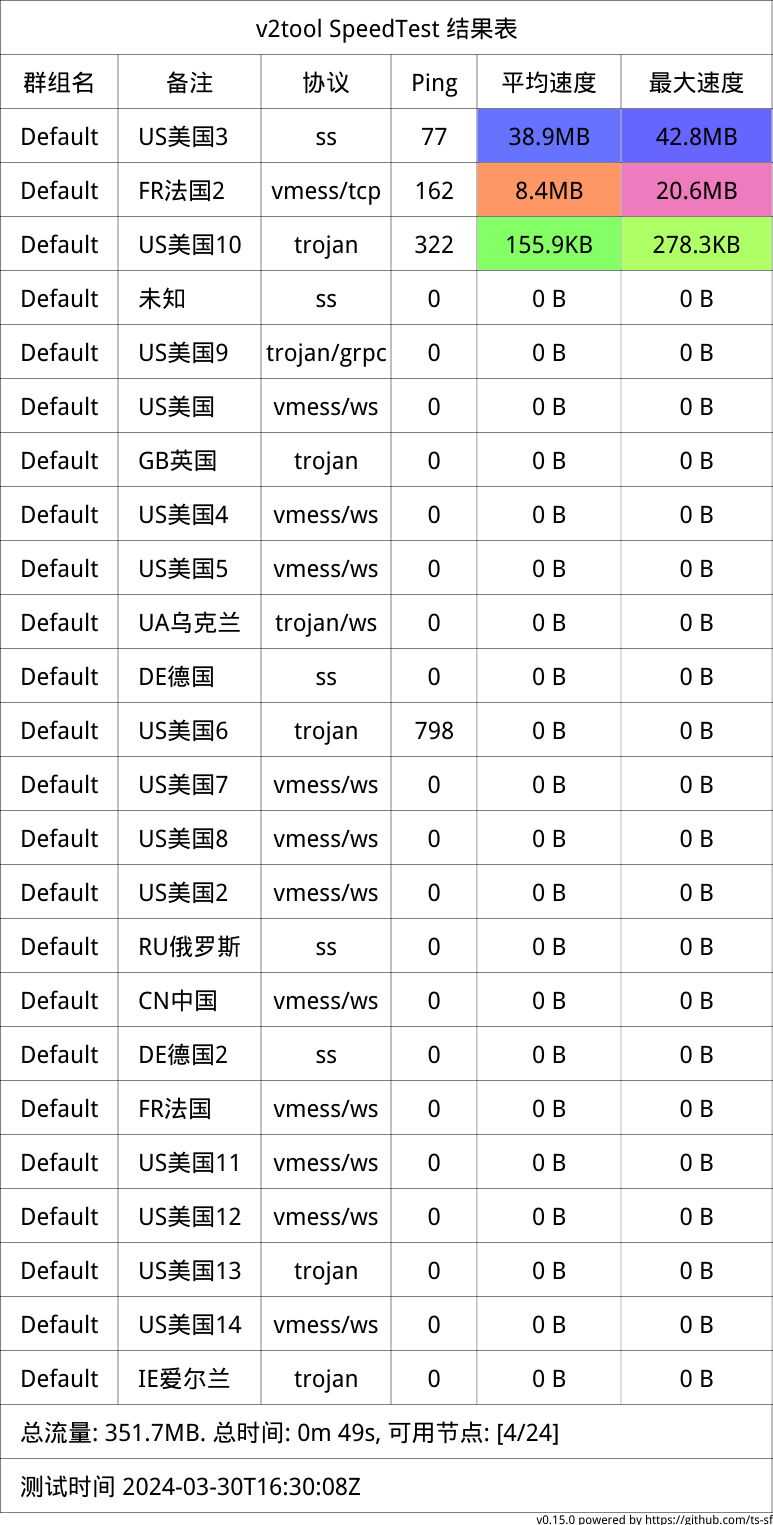 v2tool SpeedTest 结果表
群组名 备注 协议 Ping 平均速度 最大速度
Default US美国3 ss 77 38.9MB 42.8MB
Default FR法国2 vmess/tcp 162 8.4MB 20.6MB
Default US美国10 trojan 322 155.9KB 278.3KB
Default 未知 ss 0 0 B 0 B
Default US美国9 trojan/grpc 0 0 B 0 B
Default US美国 vmess/ws 0 0 B 0 B
Default GB英国 trojan 0 0 B 0 B
Default US美国4 vmess/ws 0 0 B 0 B
Default US美国5 vmess/ws 0 0 B 0 B
Default UA乌克兰 trojan/ws 0 0 B 0 B
Default DE德国 ss 0 0 B 0 B
Default US美国6 trojan 798 0 B 0 B
Default US美国7 vmess/ws 0 0 B 0 B
Default US美国8 vmess/ws 0 0 B 0 B
Default US美国2 vmess/ws 0 0 B 0 B
Default RU俄罗斯 ss 0 0 B 0 B
Default CN中国 vmess/ws 0 0 B 0 B
Default DE德国2 ss 0 0 B 0 B
Default FR法国 vmess/ws 0 0 B 0 B
Default US美国11 vmess/ws 0 0 B 0 B
Default US美国12 vmess/ws 0 0 B 0 B
Default US美国13 trojan 0 0 B 0 B
Default US美国14 vmess/ws 0 0 B 0 B
Default IE爱尔兰 trojan 0 0 B 0 B
总流量: 351.7MB. 总时间: 0m 49s, 可用节点: [4/24]
测试时间 2024-03-30T16:30:08Z
v0.15.0 powered by https://github.com/ts-sf